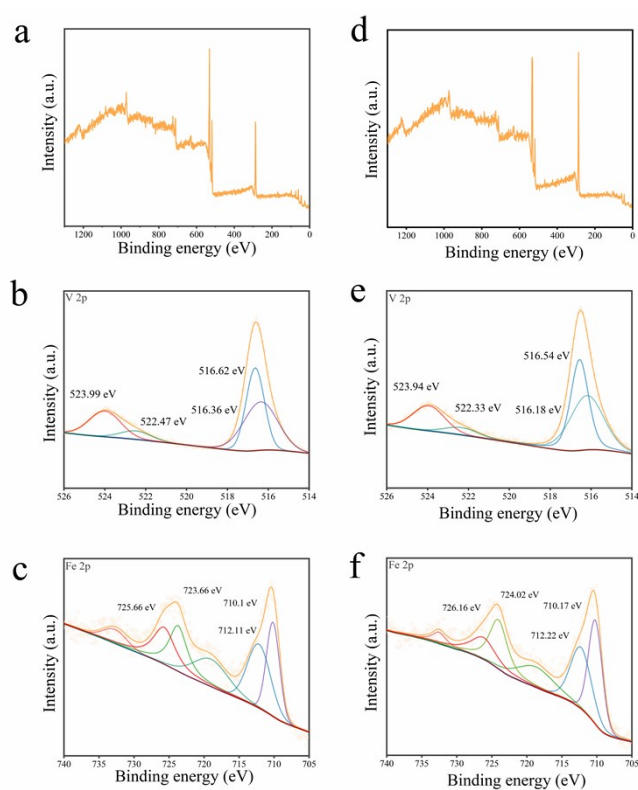 a
Intensity (a.u.)
1200 1000 800 600 400 200 0
Binding energy (eV)
d
Intensity (a.u.)
1200 1000 800 600 400 200 0
Binding energy (eV)
b
V 2p
Intensity (a.u.)
516.62 eV
523.99 eV
516.36 eV
522.47 eV
526 524 522 520 518 516 514
Binding energy (eV)
e
V 2p
Intensity (a.u.)
516.54 eV
523.94 eV
516.18 eV
522.33 eV
526 524 522 520 518 516 514
Binding energy (eV)
c
Fe 2p
Intensity (a.u.)
723.66 eV
725.66 eV
710.1 eV
712.11 eV
740 735 730 725 720 715 710 705
Binding energy (eV)
f
Fe 2p
Intensity (a.u.)
724.02 eV
726.16 eV
710.17 eV
712.22 eV
740 735 730 725 720 715 710 705
Binding energy (eV)